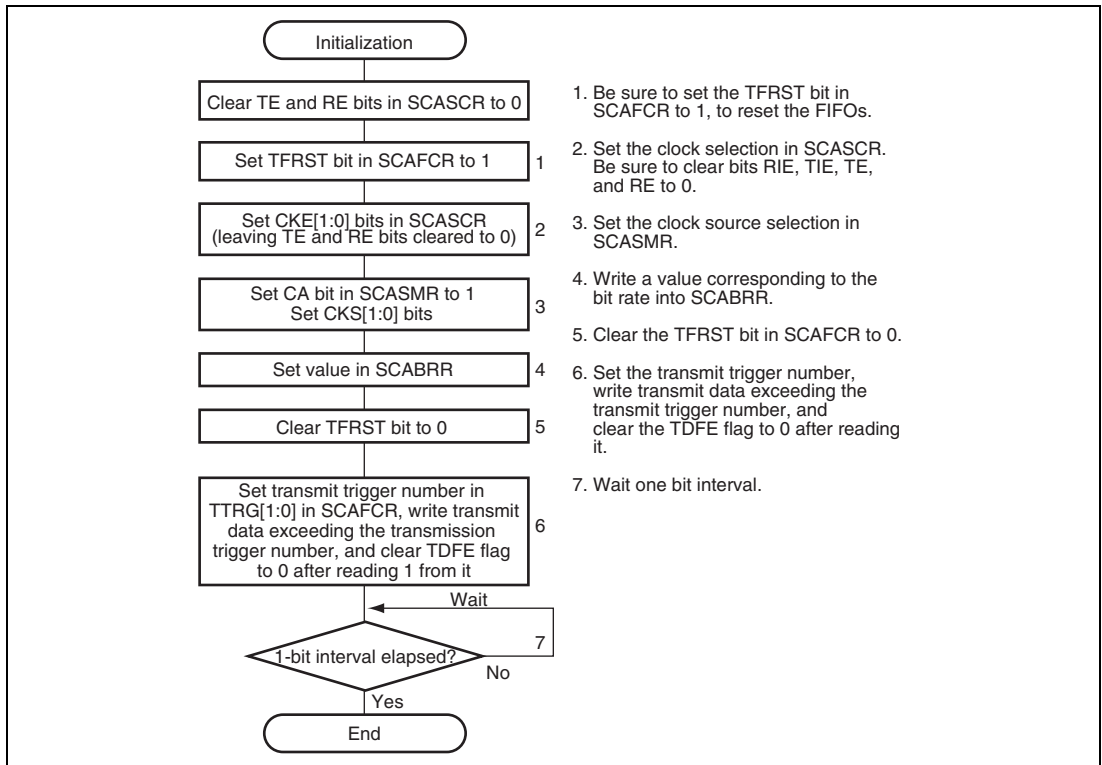 Initialization
Clear TE and RE bits in SCASCR to 0
Set TFRST bit in SCAFCR to 1
1
Set CKE[1:0] bits in SCASCR
(leaving TE and RE bits cleared to 0)
2
Set CA bit in SCASMR to 1
Set CKS[1:0] bits
3
Set value in SCABRR
4
Clear TFRST bit to 0
5
Set transmit trigger number in
TTRG[1:0] in SCAFCR, write transmit
data exceeding the transmission
trigger number, and clear TDFE flag
to 0 after reading 1 from it
6
Wait
1-bit interval elapsed?
7
No
Yes
End
1. Be sure to set the TFRST bit in
SCAFCR to 1, to reset the FIFOs.
2. Set the clock selection in SCASCR.
Be sure to clear bits RIE, TIE, TE,
and RE to 0.
3. Set the clock source selection in
SCASMR.
4. Write a value corresponding to the
bit rate into SCABRR.
5. Clear the TFRST bit in SCAFCR to 0.
6. Set the transmit trigger number,
write transmit data exceeding the
transmit trigger number, and
clear the TDFE flag to 0 after reading
it.
7. Wait one bit interval.